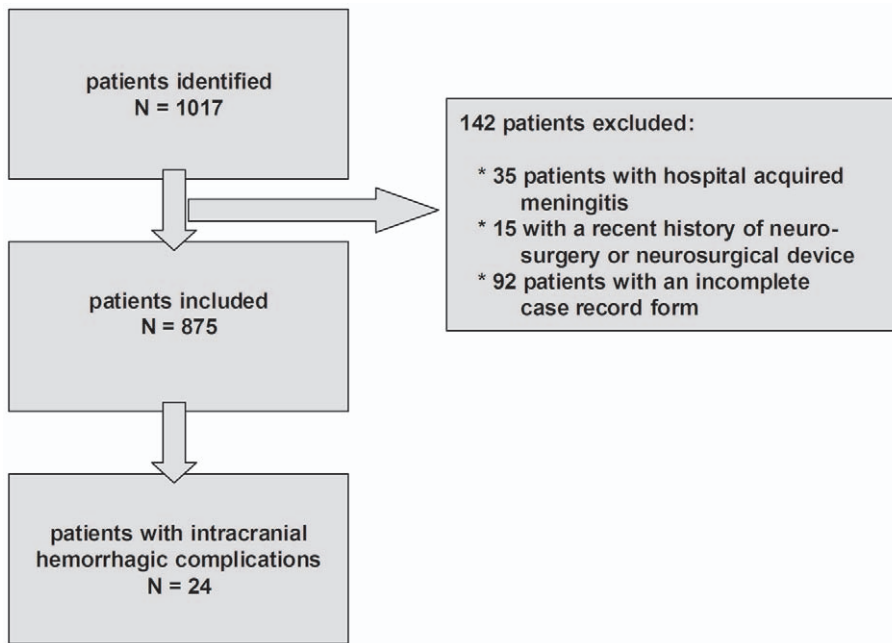 patients identified
N = 1017
142 patients excluded:
* 35 patients with hospital acquired
meningitis
* 15 with a recent history of neuro-
surgery or neurosurgical device
* 92 patients with an incomplete
case record form
patients included
N = 875
patients with intracranial
hemorrhagic complications
N = 24